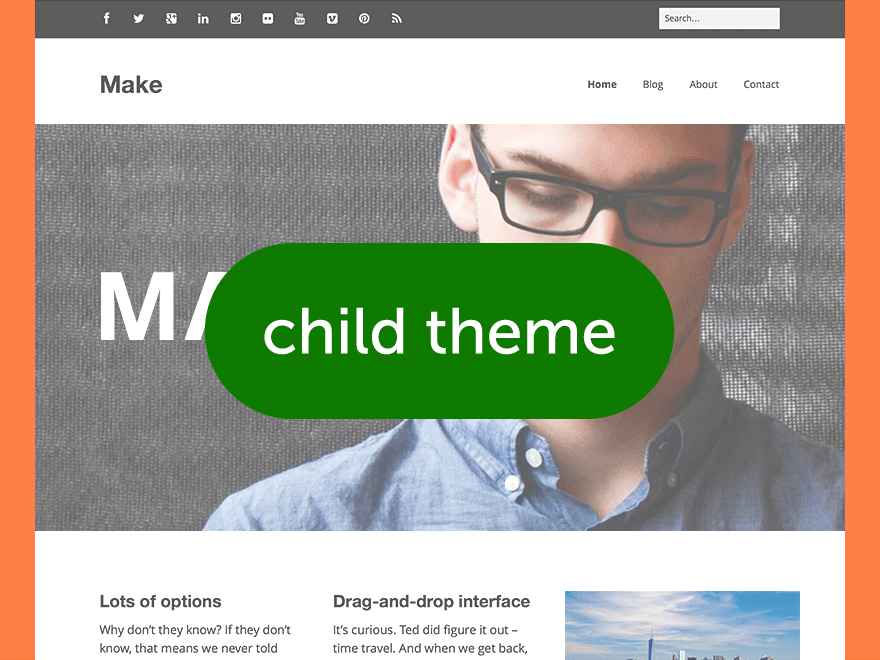 Search...
Make
Home Blog About Contact
MA
child theme
Lots of options
Why don't they know? If they don't
know, that means we never told
Drag-and-drop interface
It's curious. Ted did figure it out –
time travel. And when we get back,